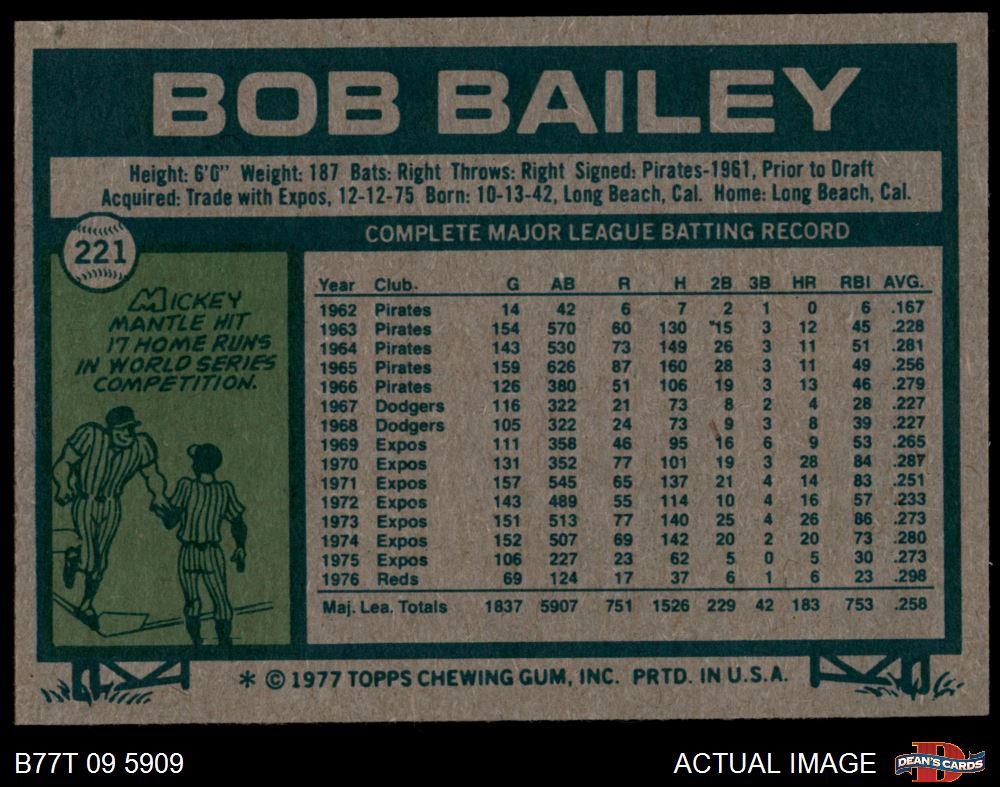 BOB BAILEY
Height: 6'0" Weight: 187 Bats: Right Throws: Right Signed: Pirates-1961, Prior to Draft
Acquired: Trade with Expos, 12-12-75 Born: 10-13-42, Long Beach, Cal. Home: Long Beach, Cal.
221
MICKEY
MANTLE HIT
17 HOME RUNS
IN WORLD SERIES
COMPETITION.
COMPLETE MAJOR LEAGUE BATTING RECORD
Year Club. G AB R H 2B 3B HR RBI AVG.
1962 Pirates 14 42 6 7 2 1 0 6 .167
1963 Pirates 154 570 60 130 15 3 12 45 .228
1964 Pirates 143 530 73 149 26 3 11 51 .281
1965 Pirates 159 626 87 160 28 3 11 49 .256
1966 Pirates 126 380 51 106 19 3 13 46 .279
1967 Dodgers 116 322 21 73 8 2 4 28 .227
1968 Dodgers 105 322 24 73 9 3 8 39 .227
1969 Expos 111 358 46 95 16 6 9 53 .265
1970 Expos 131 352 77 101 19 3 28 84 .287
1971 Expos 157 545 65 137 21 4 14 83 .251
1972 Expos 143 489 55 114 10 4 16 57 .233
1973 Expos 151 513 77 140 25 4 26 86 .273
1974 Expos 152 507 69 142 20 2 20 73 .280
1975 Expos 106 227 23 62 5 0 5 30 .273
1976 Reds 69 124 17 37 6 1 6 23 .298
Maj. Lea. Totals 1837 5907 751 1526 229 42 183 753 .258
* © 1977 TOPPS CHEWING GUM, INC. PRTD. IN U.S.A.
B77T 09 5909
ACTUAL IMAGE
DEAN'S CARDS